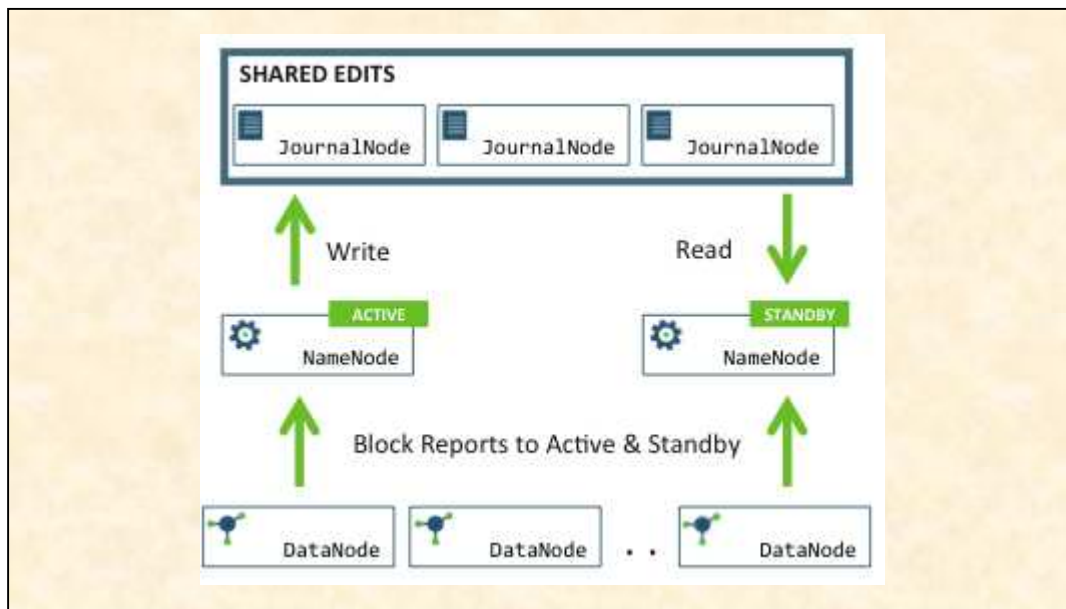 SHARED EDITS
JournalNode JournalNode JournalNode
Write Read
ACTIVE STANDBY
NameNode NameNode
Block Reports to Active & Standby
DataNode DataNode . . DataNode